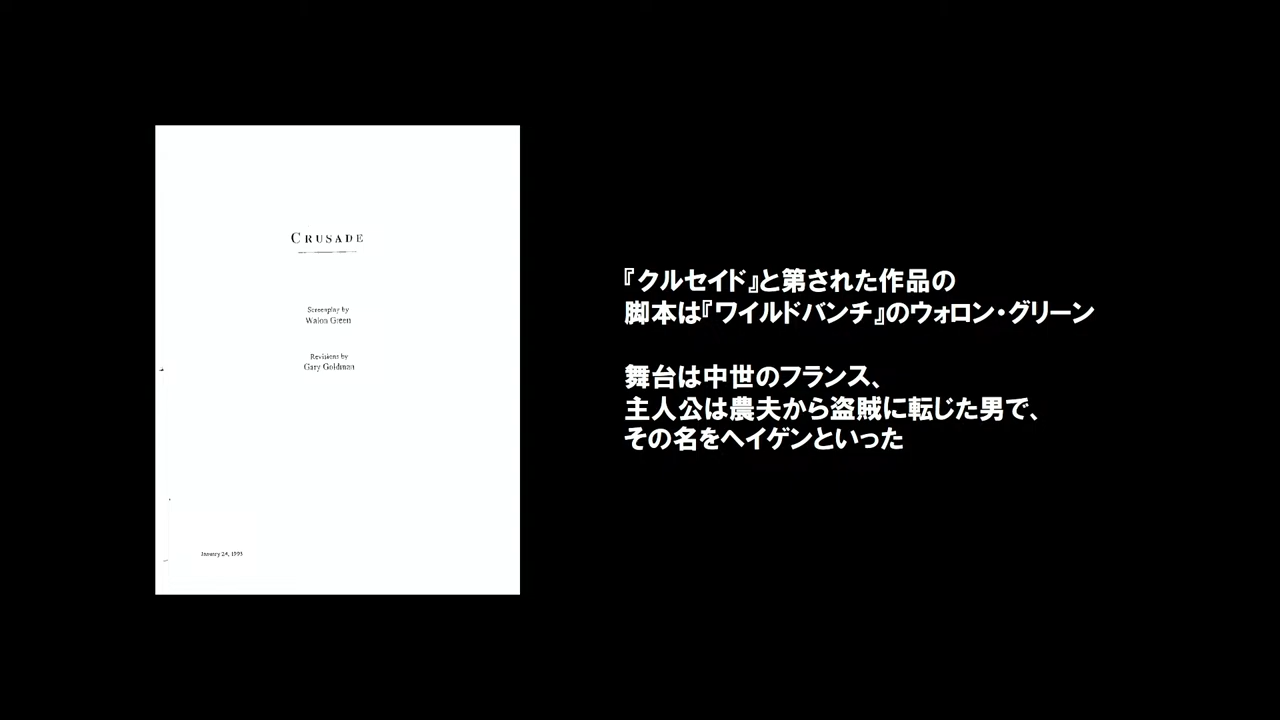 CRUSADE
Screenplay by
Walon Green
Revisions by
Gary Goldman
January 24, 1993
『クルセイド』と第された作品の
脚本は『ワイルドバンチ』のウォロン・グリーン
舞台は中世のフランス、
主人公は農夫から盗賊に転じた男で、
その名をヘイゲンといった